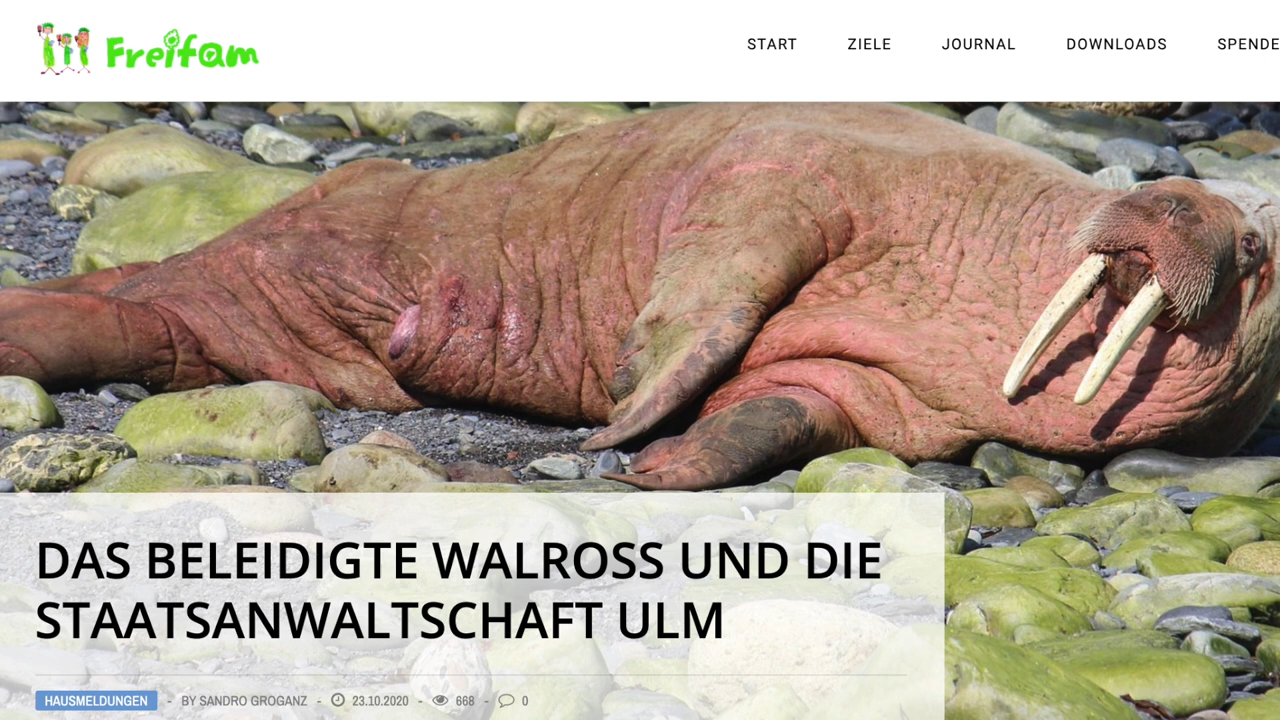 Freifam
START ZIELE JOURNAL DOWNLOADS SPENDE
DAS BELEIDIGTE WALROSS UND DIE
STAATSANWALTSCHAFT ULM
HAUSMELDUNGEN - BY SANDRO GROGANZ - 23.10.2020 - 668 - 0